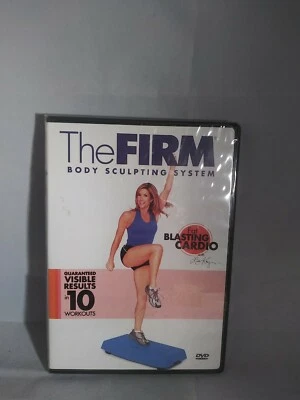 The FIRM
BODY SCULPTING SYSTEM
Fat
BLASTING
CARDIO
GUARANTEED
VISIBLE
RESULTS
in 10
WORKOUTS
DVD